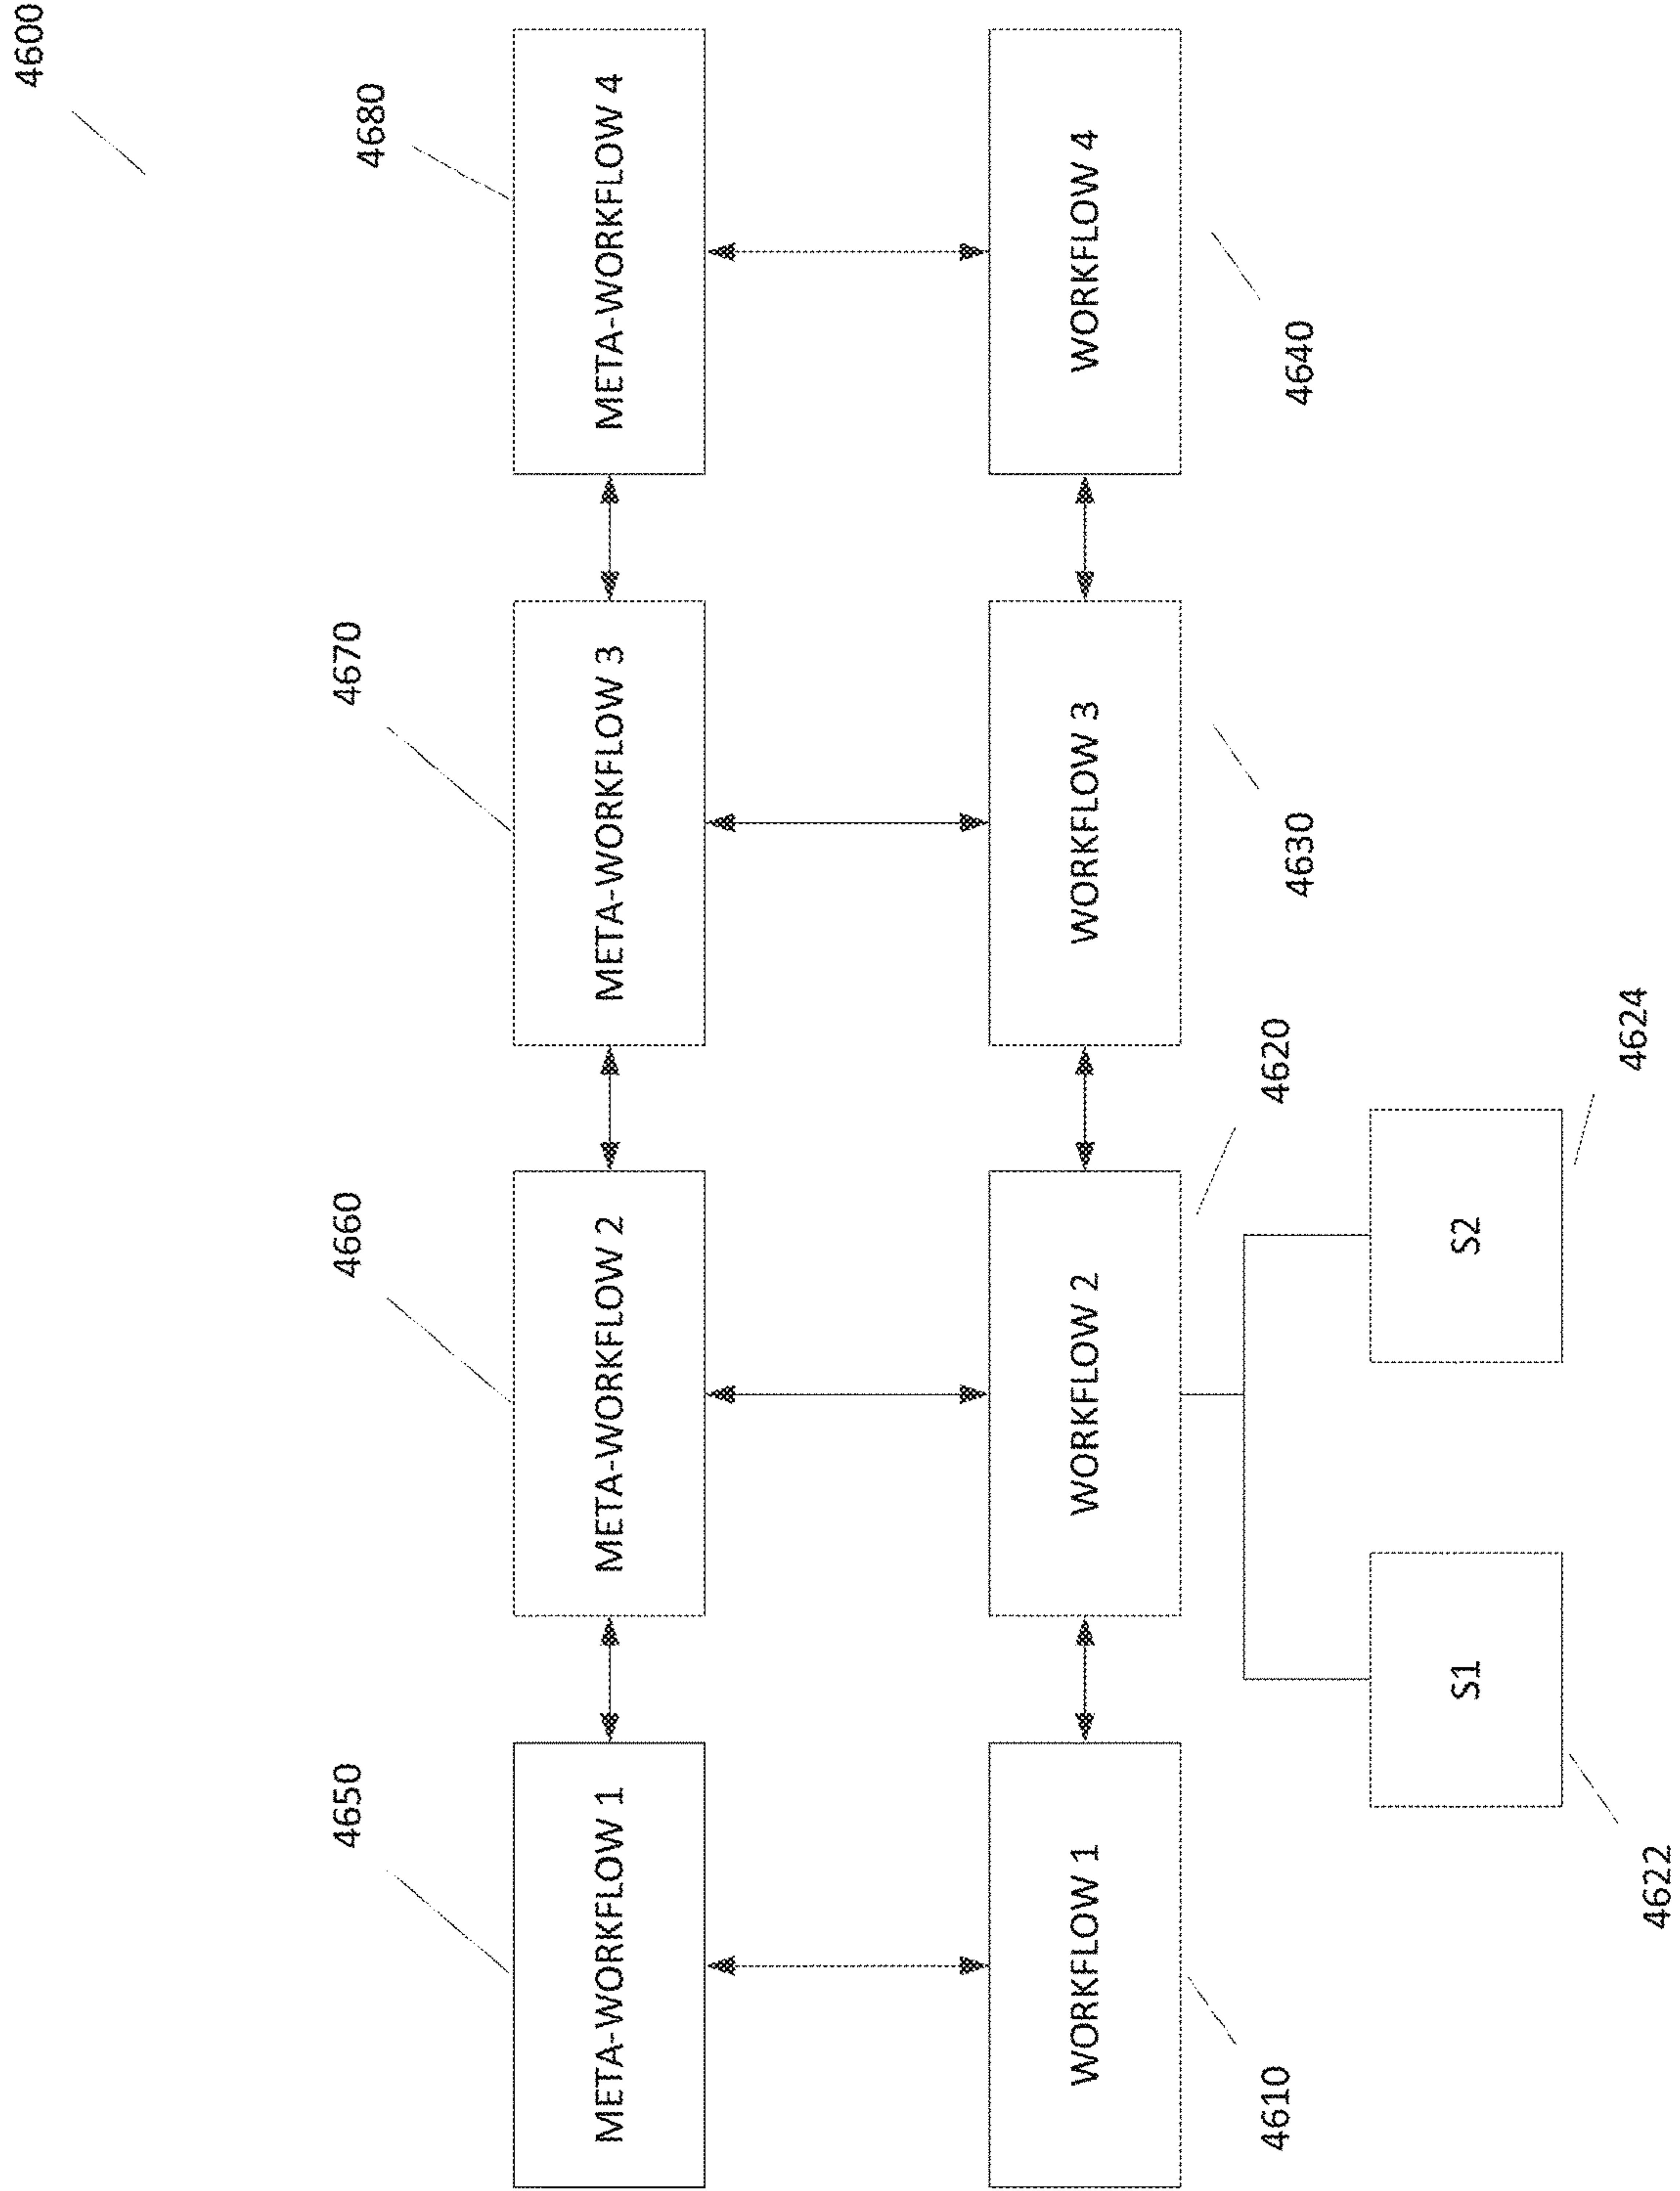 4600
4650
4660
4670
4680
META-WORKFLOW 1
META-WORKFLOW 2
META-WORKFLOW 3
META-WORKFLOW 4
WORKFLOW 1
WORKFLOW 2
WORKFLOW 3
WORKFLOW 4
4610
4620
4630
4640
S1
S2
4622
4624